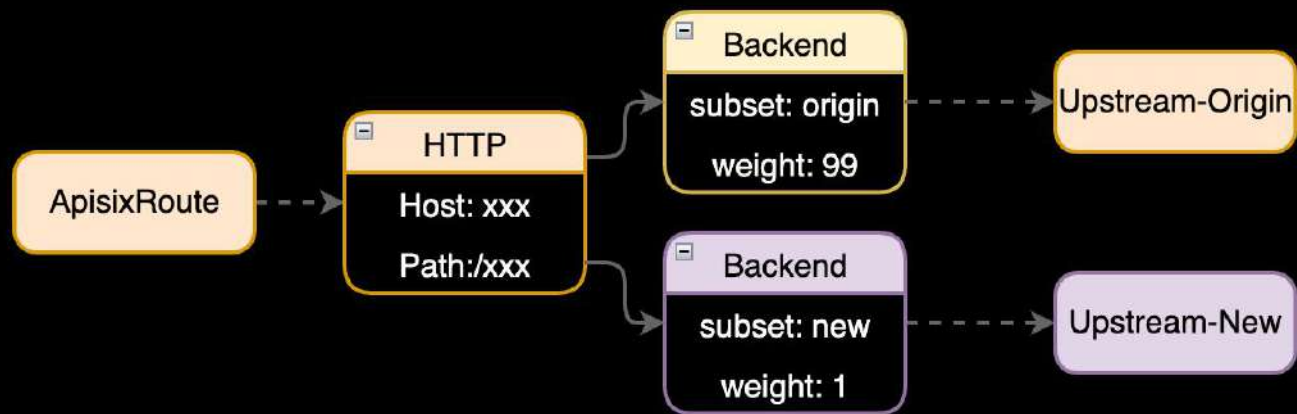 ApisixRoute
HTTP
Host: xxx
Path:/xxx
Backend
subset: origin
weight: 99
Upstream-Origin
Backend
subset: new
weight: 1
Upstream-New